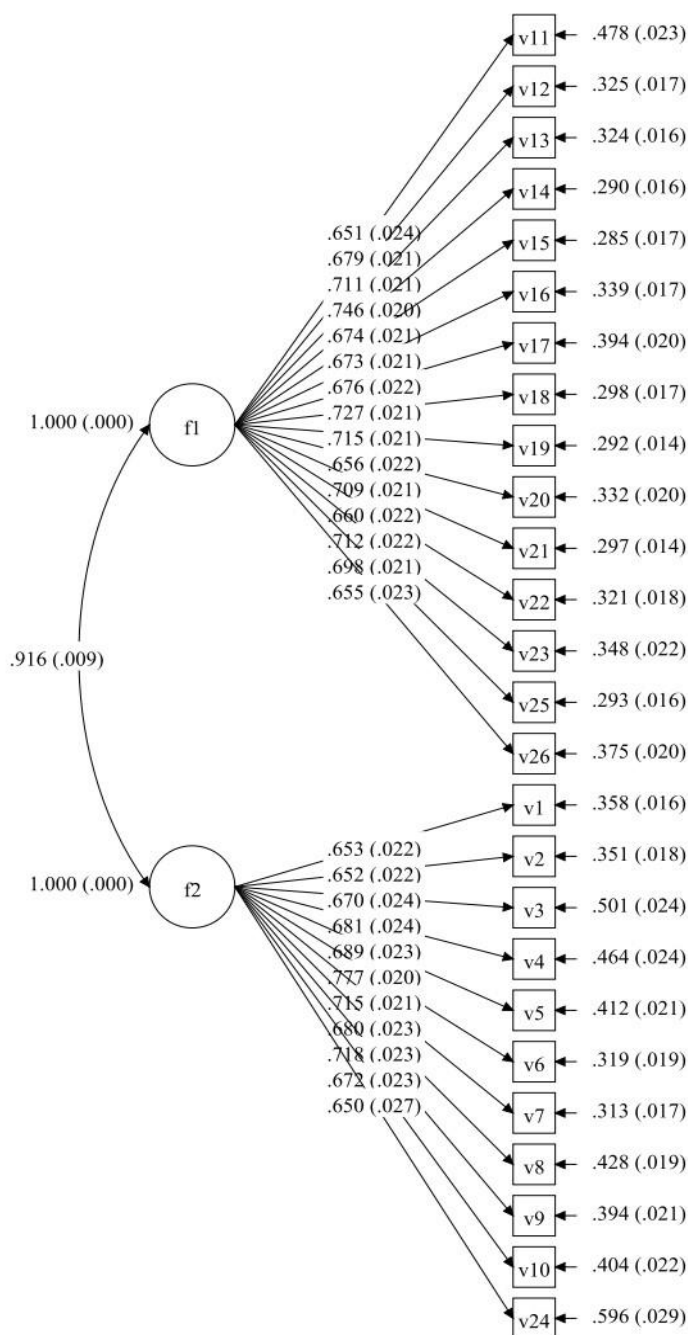 v11 .478 (.023)
v12 .325 (.017)
v13 .324 (.016)
v14 .290 (.016)
.651 (.024)
v15 .285 (.017)
.679 (.021)
.711 (.021)
v16 .339 (.017)
.746 (.020)
.674 (.021)
v17 .394 (.020)
.673 (.021)
.676 (.022)
v18 .298 (.017)
.727 (.021)
1.000 (.000) f1
.715 (.021)
v19 .292 (.014)
.656 (.022)
.709 (.021)
v20 .332 (.020)
.660 (.022)
.712 (.022)
v21 .297 (.014)
.698 (.021)
.655 (.023)
v22 .321 (.018)
v23 .348 (.022)
.916 (.009)
v25 .293 (.016)
v26 .375 (.020)
v1 .358 (.016)
.653 (.022)
v2 .351 (.018)
.652 (.022)
1.000 (.000) f2
.670 (.024)
v3 .501 (.024)
.681 (.024)
.689 (.023)
v4 .464 (.024)
.777 (.020)
.715 (.021)
v5 .412 (.021)
.680 (.023)
.718 (.023)
v6 .319 (.019)
.672 (.023)
.650 (.027)
v7 .313 (.017)
v8 .428 (.019)
v9 .394 (.021)
v10 .404 (.022)
v24 .596 (.029)